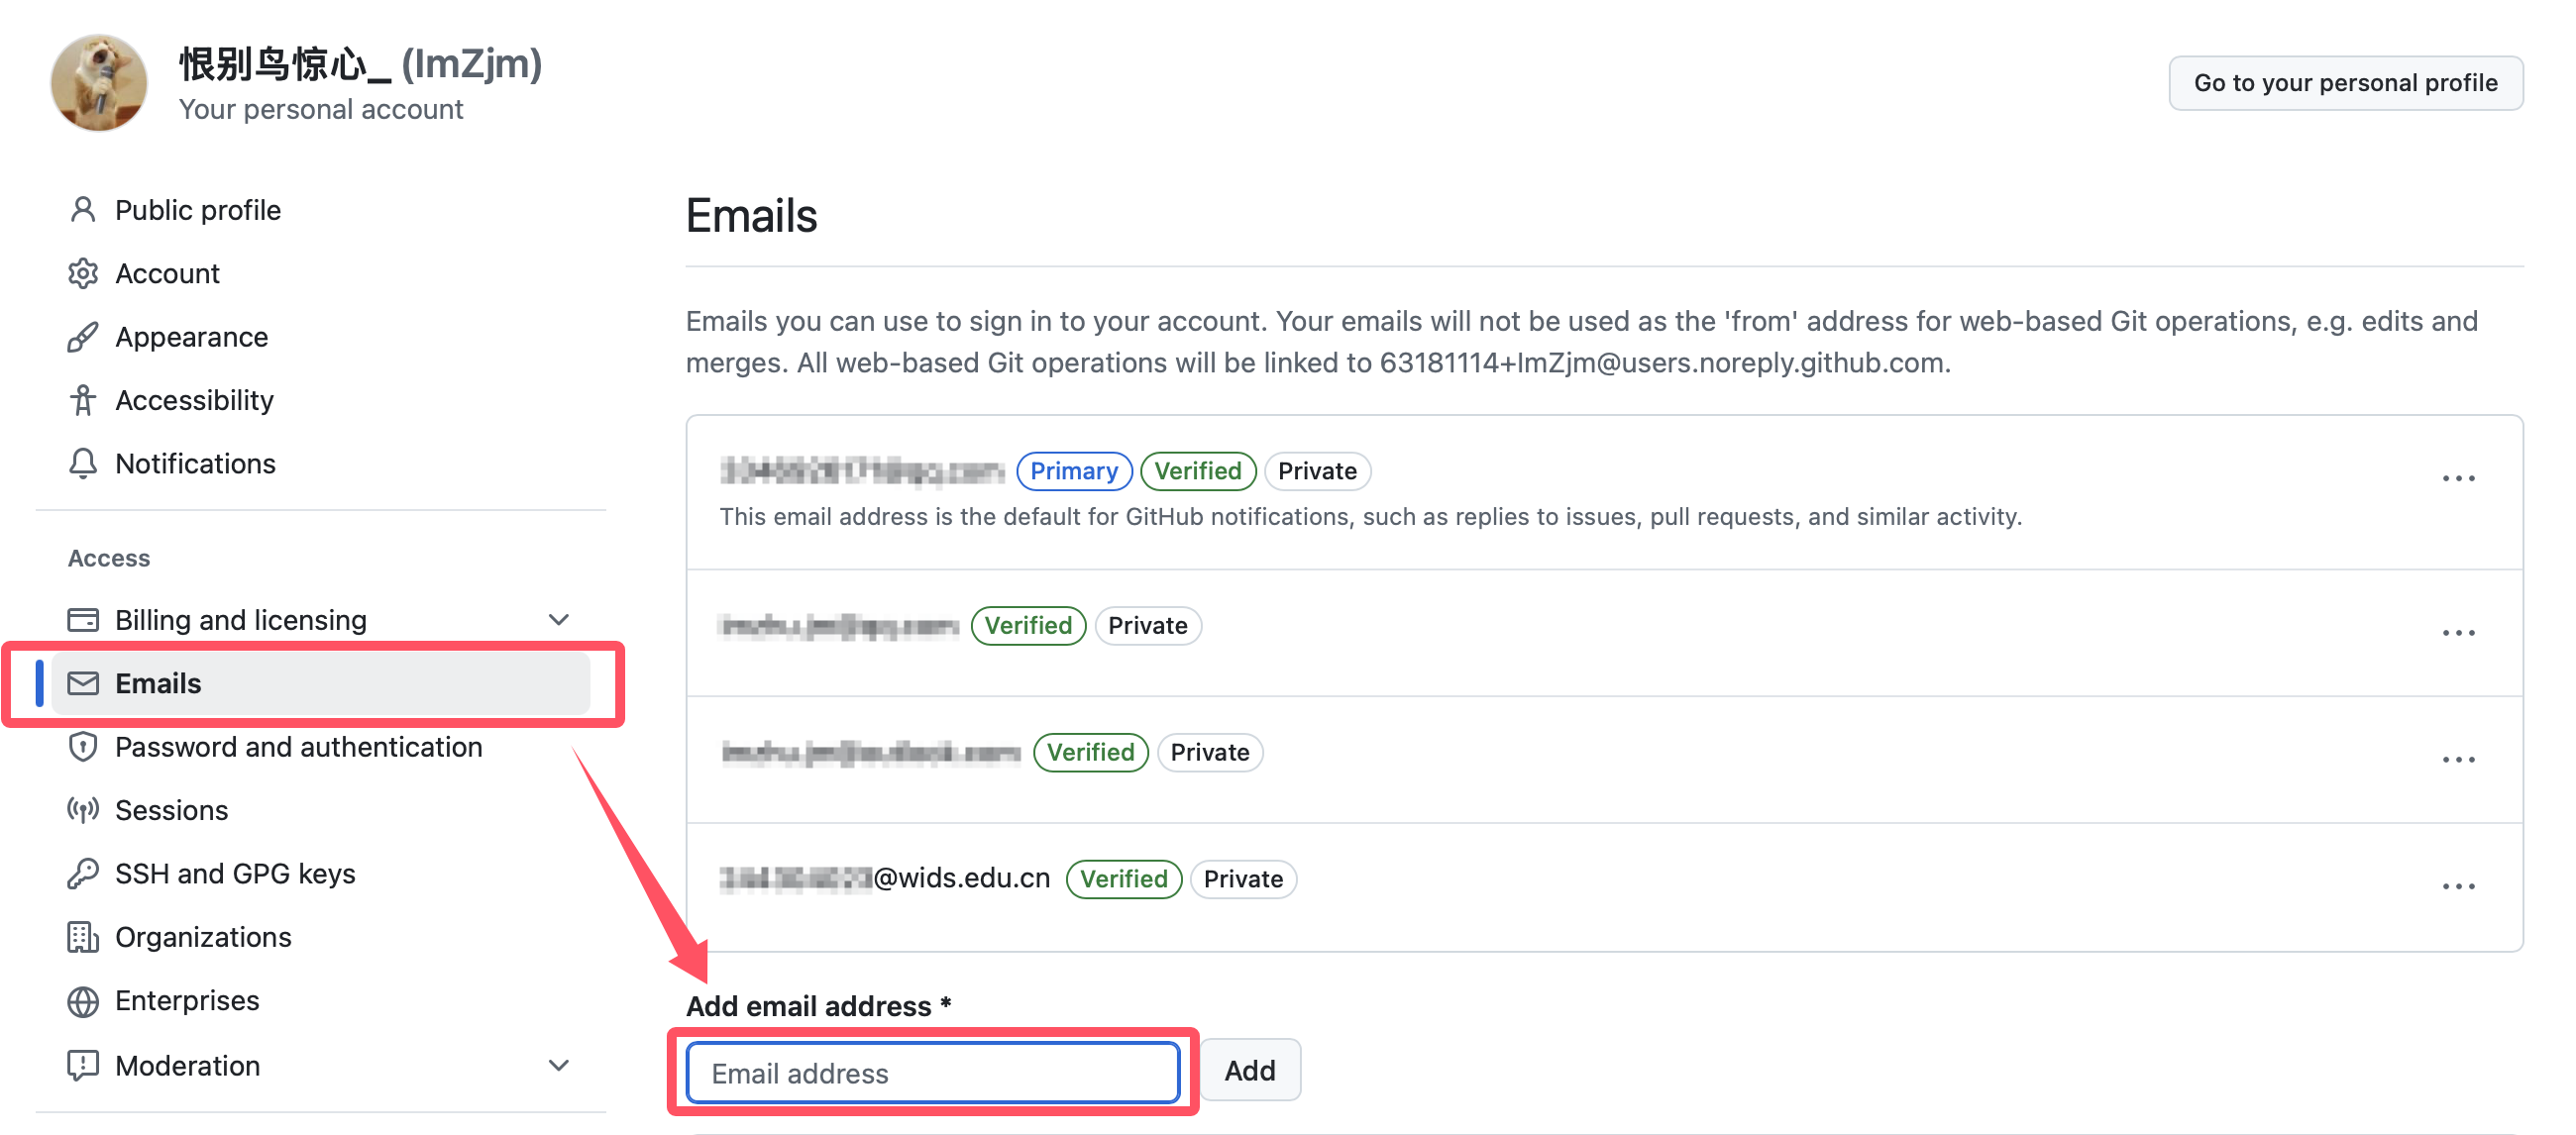 恨别鸟惊心_ (ImZjm)
Your personal account
Go to your personal profile
Public profile
Account
Appearance
Accessibility
Notifications
Access
Billing and licensing
Emails
Password and authentication
Sessions
SSH and GPG keys
Organizations
Enterprises
Moderation
Emails
Emails you can use to sign in to your account. Your emails will not be used as the 'from' address for web-based Git operations, e.g. edits and
merges. All web-based Git operations will be linked to 63181114+ImZjm@users.noreply.github.com.
Primary Verified Private
This email address is the default for GitHub notifications, such as replies to issues, pull requests, and similar activity.
Verified Private
Verified Private
@wids.edu.cn Verified Private
Add email address *
Email address Add